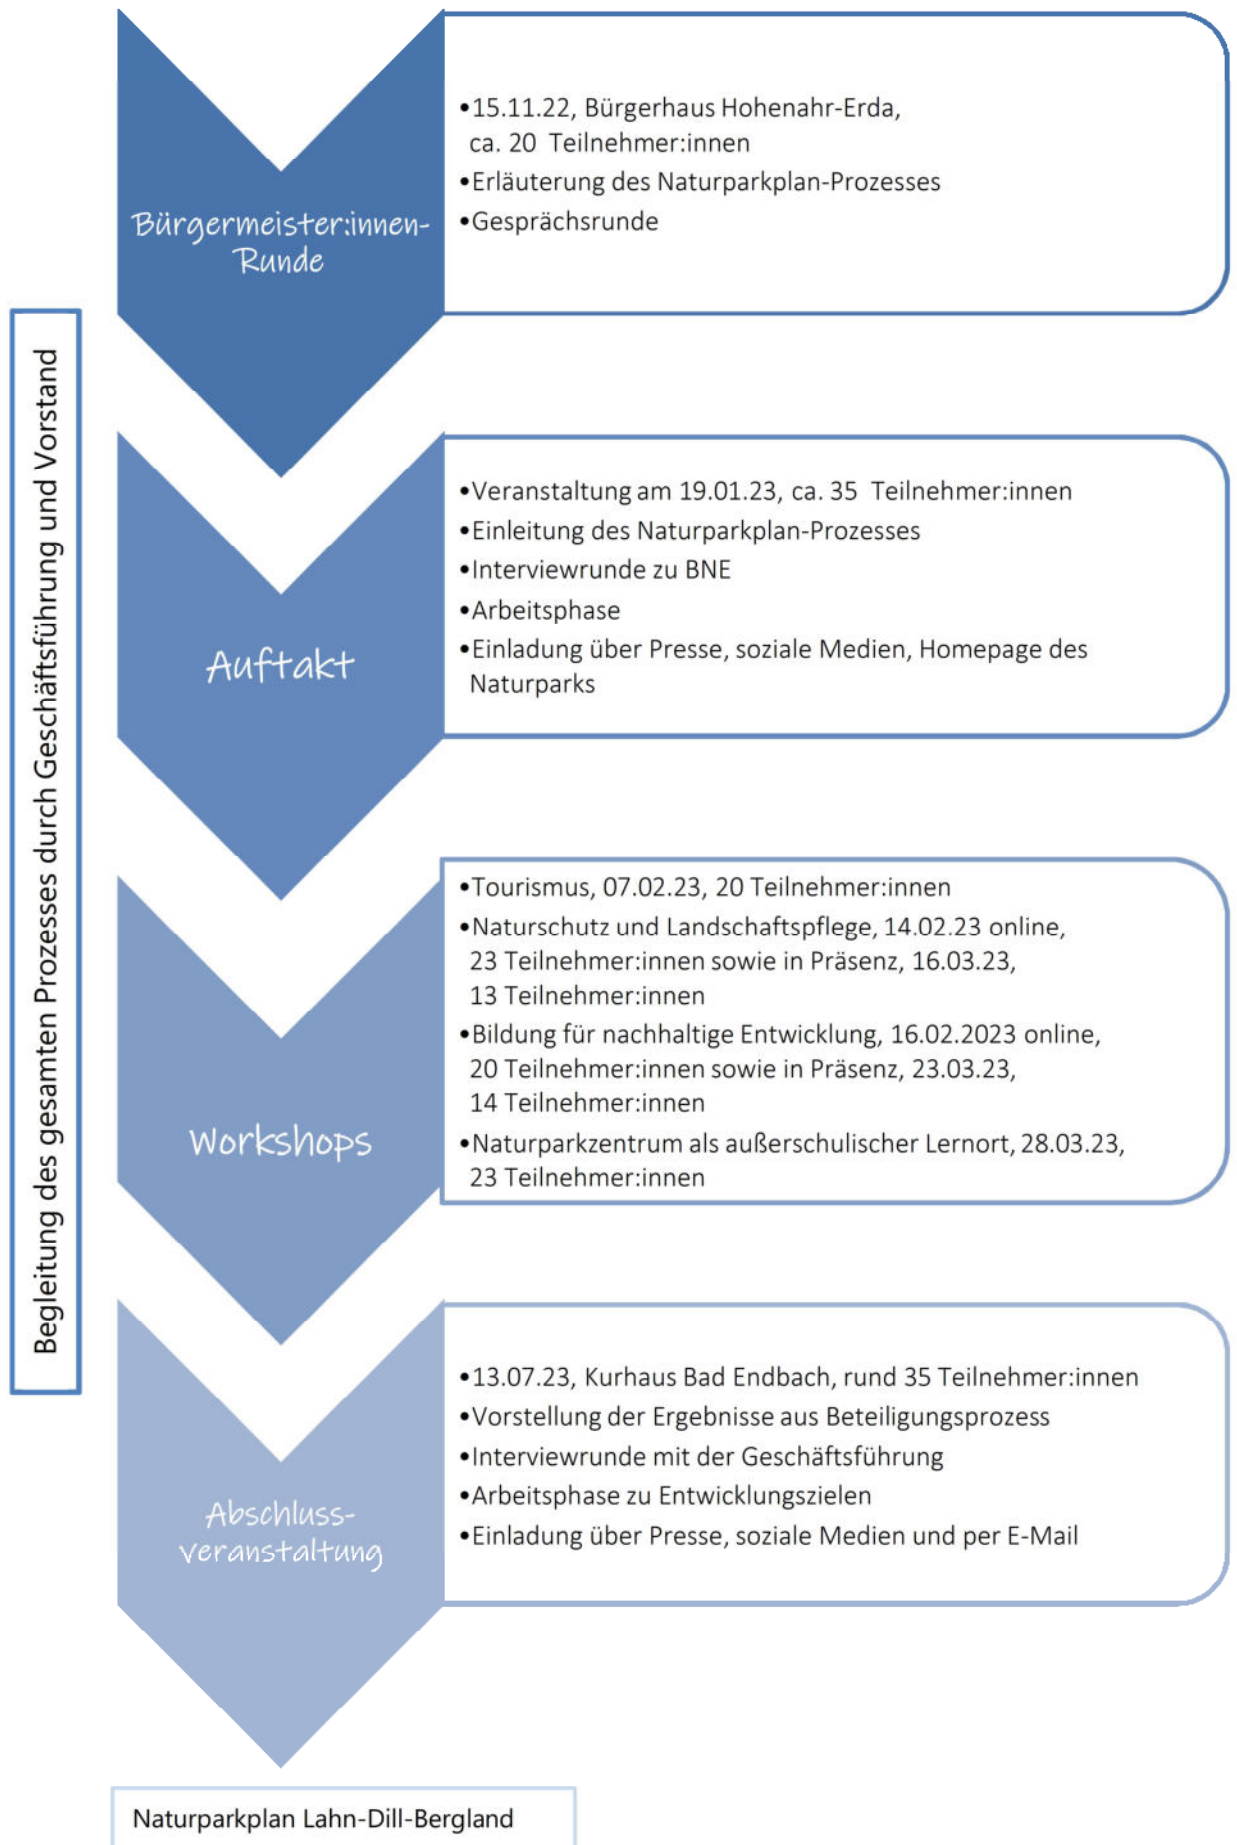 Begleitung des gesamten Prozesses durch Geschäftsführung und Vorstand
Bürgermeister:innen-
Runde
•15.11.22, Bürgerhaus Hohenahr-Erda,
ca. 20 Teilnehmer:innen
•Erläuterung des Naturparkplan-Prozesses
•Gesprächsrunde
Auftakt
•Veranstaltung am 19.01.23, ca. 35 Teilnehmer:innen
•Einleitung des Naturparkplan-Prozesses
•Interviewrunde zu BNE
•Arbeitsphase
•Einladung über Presse, soziale Medien, Homepage des
Naturparks
Workshops
•Tourismus, 07.02.23, 20 Teilnehmer:innen
•Naturschutz und Landschaftspflege, 14.02.23 online,
23 Teilnehmer:innen sowie in Präsenz, 16.03.23,
13 Teilnehmer:innen
•Bildung für nachhaltige Entwicklung, 16.02.2023 online,
20 Teilnehmer:innen sowie in Präsenz, 23.03.23,
14 Teilnehmer:innen
•Naturparkzentrum als außerschulischer Lernort, 28.03.23,
23 Teilnehmer:innen
Abschluss-
veranstaltung
•13.07.23, Kurhaus Bad Endbach, rund 35 Teilnehmer:innen
•Vorstellung der Ergebnisse aus Beteiligungsprozess
•Interviewrunde mit der Geschäftsführung
•Arbeitsphase zu Entwicklungszielen
•Einladung über Presse, soziale Medien und per E-Mail
Naturparkplan Lahn-Dill-Bergland